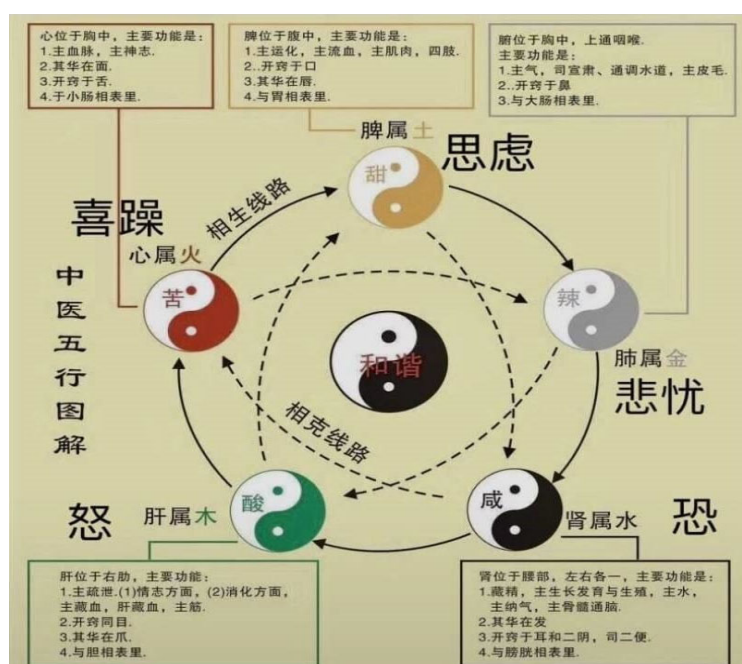 心位于胸中，主要功能是：
1.主血脉，主神志.
2.其华在面.
3.开窍于舌.
4.于小肠相表里.
脾位于腹中，主要功能是：
1.主运化，主流血，主肌肉，四肢.
2..开窍于口
3.其华在唇.
4.与胃相表里.
腑位于胸中，上通咽喉.
主要功能是：
1.主气，司宣肃、通调水道，主皮毛.
2..开窍于鼻
3.与大肠相表里.
脾属土
思虑
甜
相生线路
喜躁
心属火
苦
辣
中医五行图解
和谐
肺属金
悲忧
相克线路
怒
肝属木
酸
咸
肾属水
恐
肝位于右肋，主要功能：
1.主疏泄.(1)情志方面，(2)消化方面，
主藏血，肝藏血，主筋.
2.开窍同目.
3.其华在爪.
4.与胆相表里.
肾位于腰部，左右各一，主要功能是：
1.藏精，主生长发育与生殖，主水，
主纳气，主骨髓通脑.
2.其华在发
3.开窍于耳和二阴，司二便.
4.与膀胱相表里.